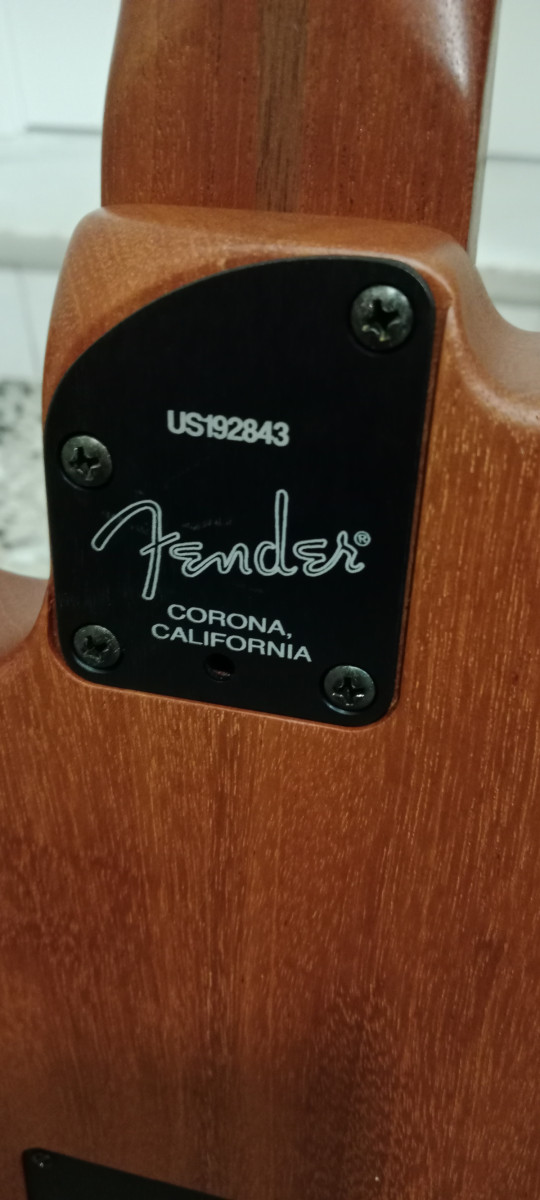 US192843
Fender®
CORONA,
CALIFORNIA